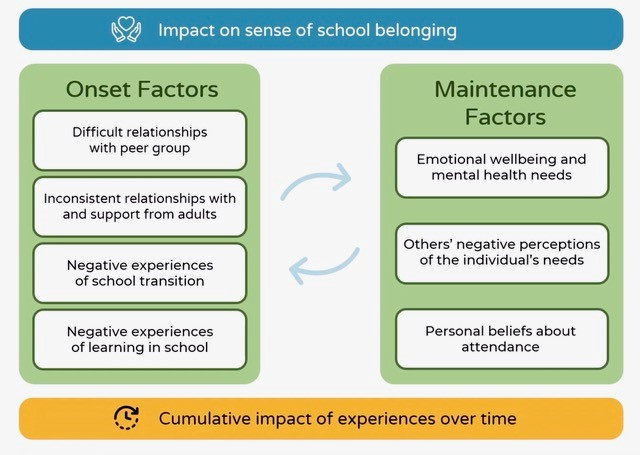 Impact on sense of school belonging
Onset Factors
Difficult relationships
with peer group
Inconsistent relationships with
and support from adults
Negative experiences
of school transition
Negative experiences
of learning in school
Maintenance
Factors
Emotional wellbeing and
mental health needs
Others’ negative perceptions
of the individual’s needs
Personal beliefs about
attendance
Cumulative impact of experiences over time